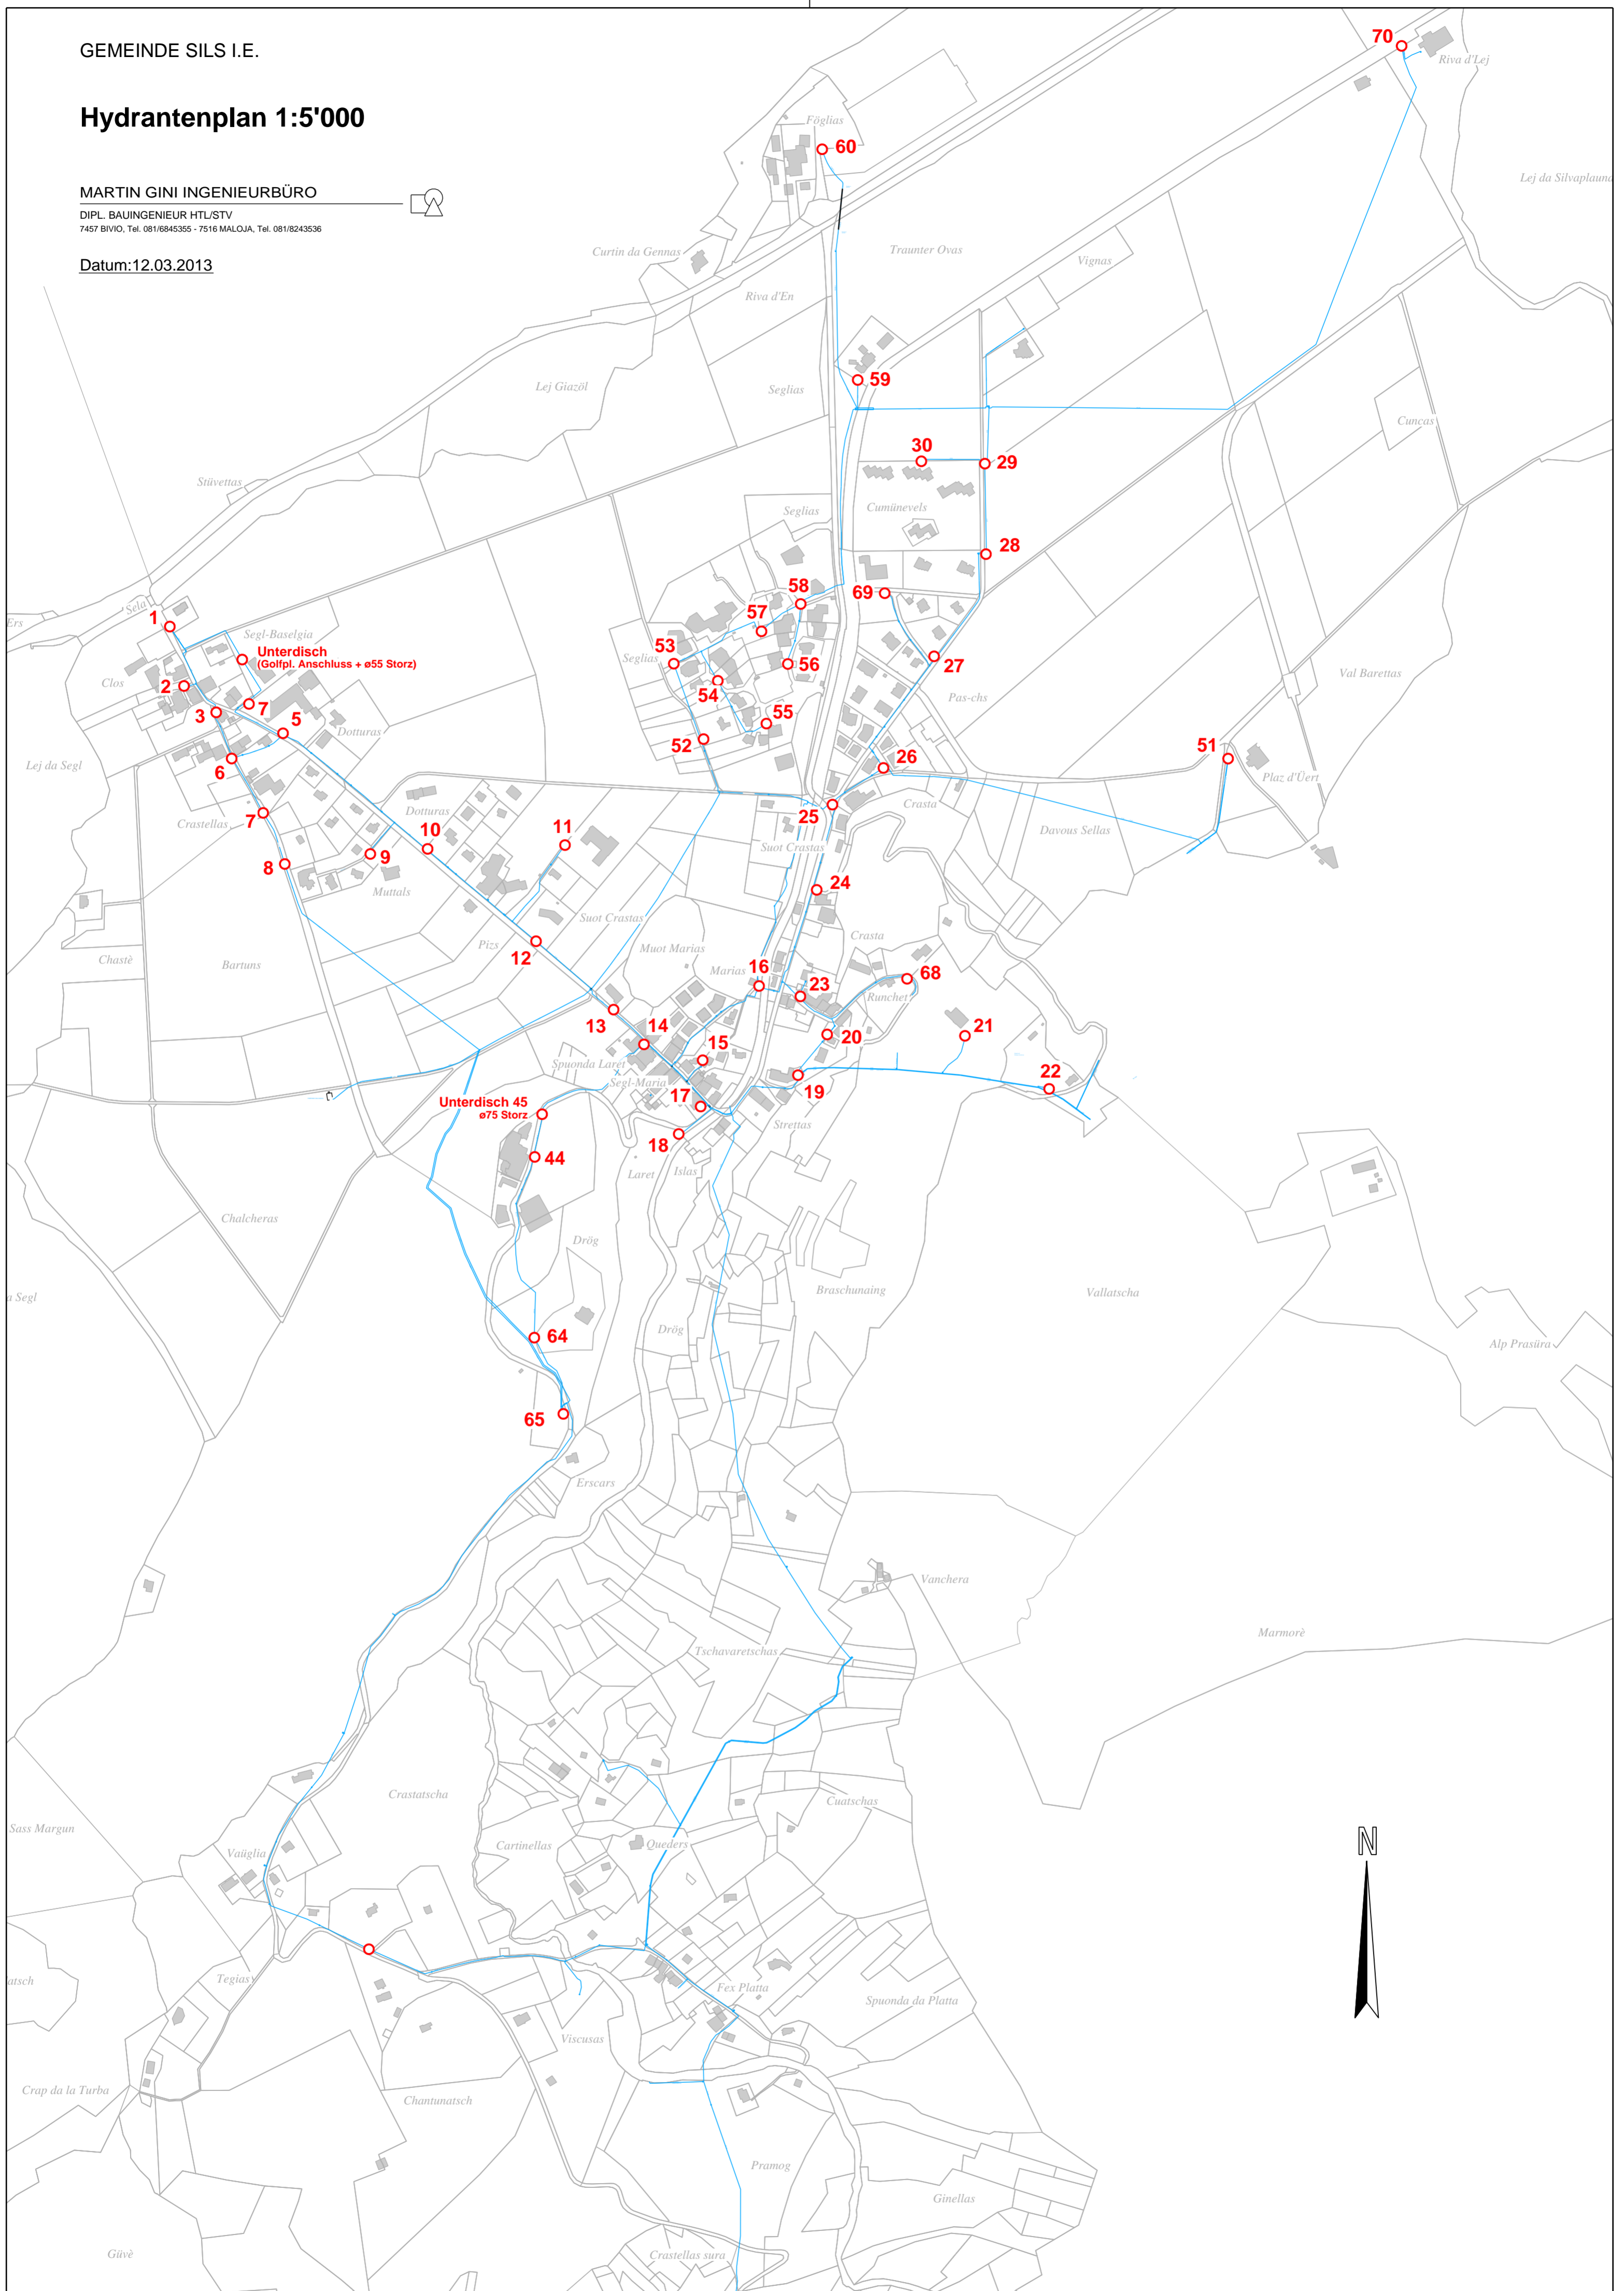 GEMEINDE SILS I.E.
Hydrantenplan 1:5'000
MARTIN GINI INGENIEURBÜRO
DIPL. BAUINGENIEUR HTL/STV
7457 BIVIO, Tel. 081/6845355 - 7516 MALOJA, Tel. 081/8243536
Datum:12.03.2013
70
Riva d'Lej
Föglias
60
Lej da Silvaplauna
Curtin da Gennas
Traunter Ovas
Vignas
Riva d'En
Lej Giazöl
59
Seglias
Cuncas
30
29
Stüvettas
Seglias
Cumünevels
28
Sela
Ers
1
69
58
57
Segl-Baselgia
Unterdisch
(Golfpl. Anschluss + ø55 Storz)
53
Seglias
56
27
Val Barettas
Clos
2
54
Pas-chs
3
7
5
55
Dotturas
52
51
Lej da Segl
6
26
Plaz d'Üert
Crastellas
7
Dotturas
10
11
25
Crasta
Davous Sellas
Suot Crastas
8
9
Muttals
24
Suot Crastas
Pizs
12
Muot Marias
Crasta
Chastè
Bartuns
Marias
16
68
23
Runchet
13
14
20
21
15
Spuonda Laret
Segl-Maria
22
19
Unterdisch 45
ø75 Storz
17
Strettas
18
44
Laret
Islas
Chalcheras
Drög
Braschunaing
Vallatscha
a Segl
Drög
64
Alp Prasüra
65
Erscars
Vanchera
Marmorè
Tschavaretschas
Crastatscha
Cuatschas
Sass Margun
Cartinellas
Queders
Vaüglia
N
atsch
Tegias
Fex Platta
Spuonda da Platta
Viscusas
Crap da la Turba
Chantunatsch
Pramog
Ginellas
Güvè
Crastellas sura